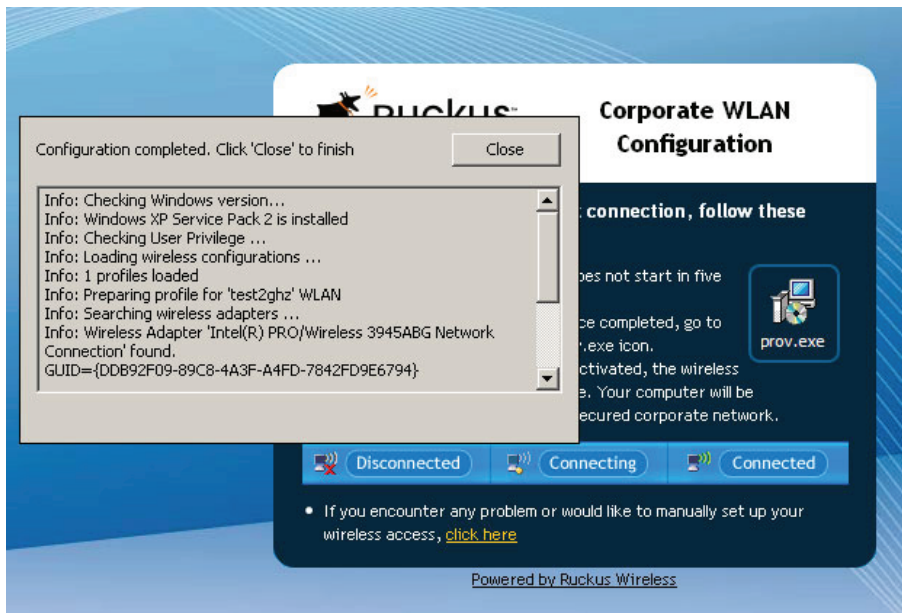 RUCKUS
Corporate WLAN
Configuration
Configuration completed. Click 'Close' to finish
Close
Info: Checking Windows version...
Info: Windows XP Service Pack 2 is installed
Info: Checking User Privilege ...
Info: Loading wireless configurations ...
Info: 1 profiles loaded
Info: Preparing profile for 'test2ghz' WLAN
Info: Searching wireless adapters ...
Info: Wireless Adapter 'Intel(R) PRO/Wireless 3945ABG Network
Connection' found.
GUID={DDB92F09-89C8-4A3F-A4FD-7842FD9E6794}
connection, follow these
not start in five
completed, go to
.exe icon.
the wireless
Your computer will be
corporate network.
prov.exe
Disconnected
Connecting
Connected
• If you encounter any problem or would like to manually set up your
wireless access, click here
Powered by Ruckus Wireless